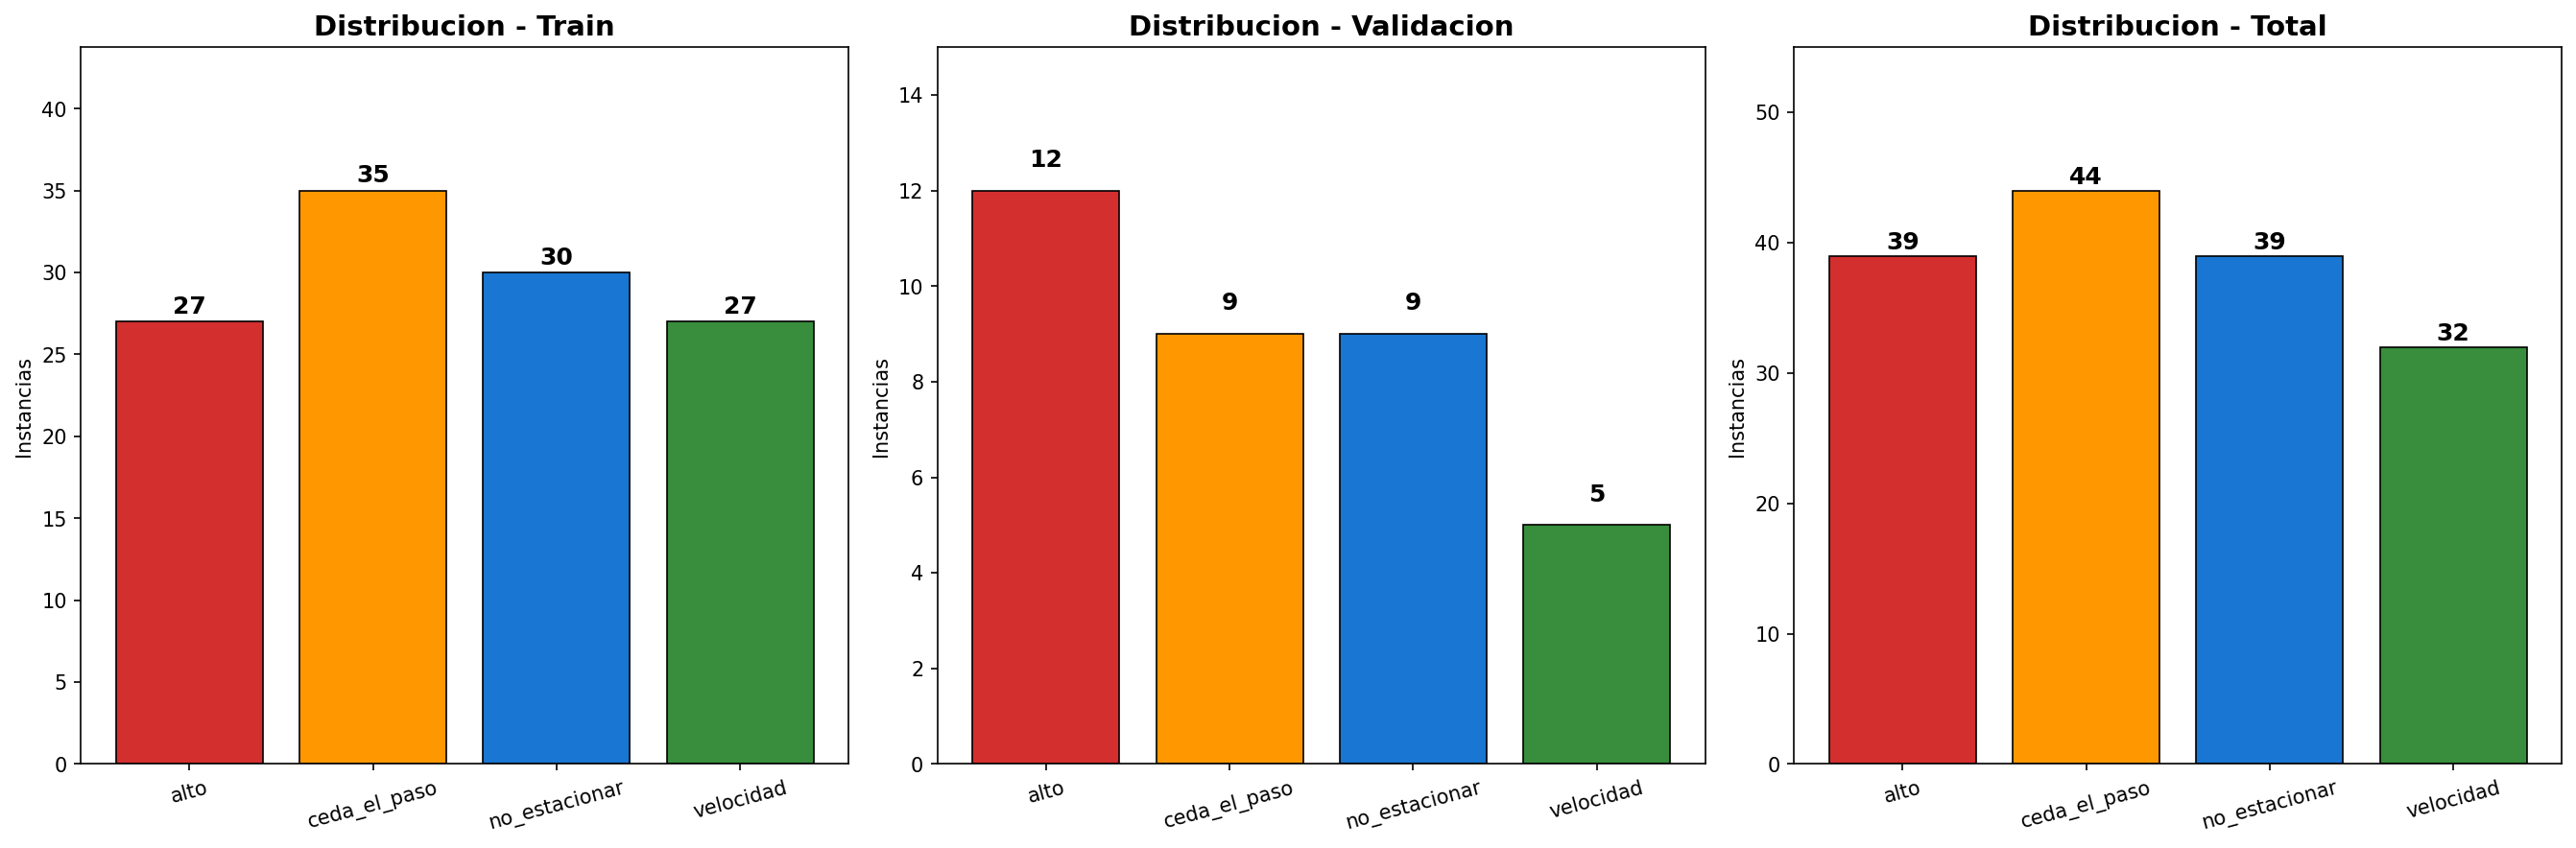 Distribucion - Train
Instancias
40
35
30
25
20
15
10
5
0
27
35
30
27
alto
ceda_el_paso
no_estacionar
velocidad
Distribucion - Validacion
Instancias
14
12
10
8
6
4
2
0
12
9
9
5
alto
ceda_el_paso
no_estacionar
velocidad
Distribucion - Total
Instancias
50
40
30
20
10
0
39
44
39
32
alto
ceda_el_paso
no_estacionar
velocidad